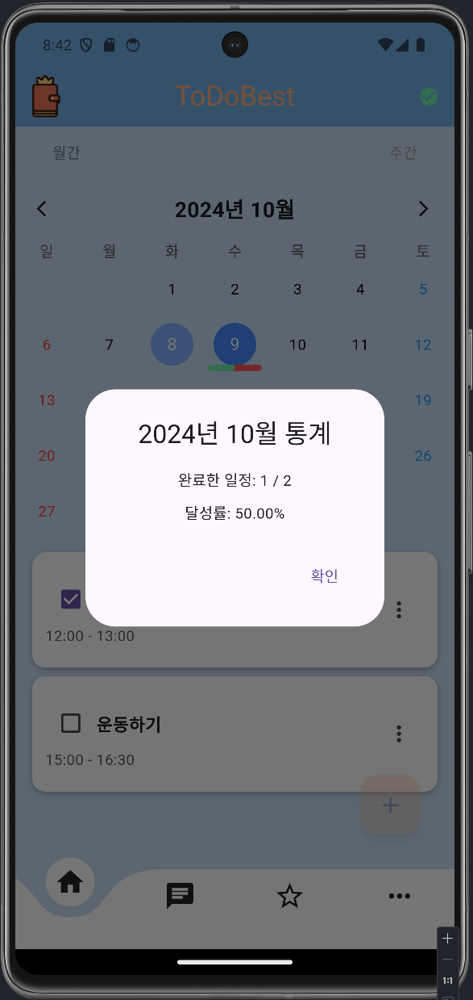 8:42
ToDoBest
월간 주간
2024년 10월
일 월 화 수 목 금 토
1 2 3 4 5
6 7 8 9 10 11 12
13 19
20 26
27
2024년 10월 통계
완료한 일정: 1 / 2
달성률: 50.00%
확인
12:00 - 13:00
운동하기
15:00 - 16:30
1:1